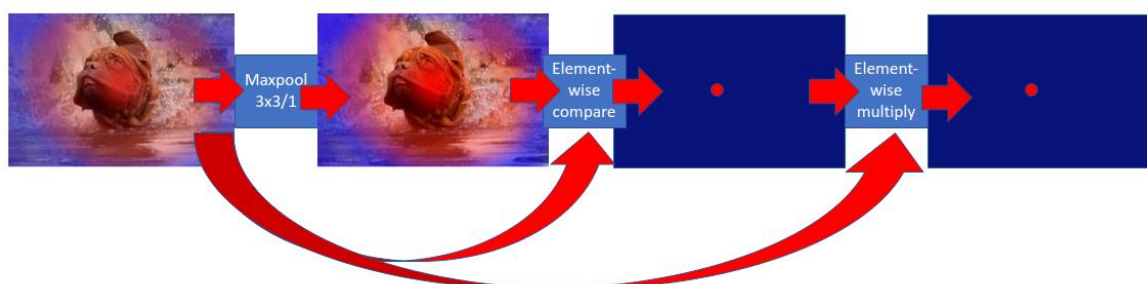 Maxpool
3x3/1
Element-
wise
compare
Element-
wise
multiply